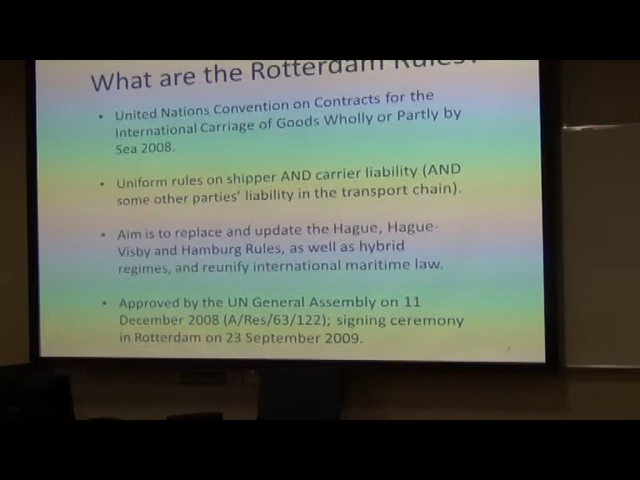 What are the Rotterdam Rules?
• United Nations Convention on Contracts for the
International Carriage of Goods Wholly or Partly by
Sea 2008.
• Uniform rules on shipper AND carrier liability (AND
some other parties' liability in the transport chain).
• Aim is to replace and update the Hague, Hague-
Visby and Hamburg Rules, as well as hybrid
regimes, and reunify international maritime law.
• Approved by the UN General Assembly on 11
December 2008 (A/Res/63/122); signing ceremony
in Rotterdam on 23 September 2009.